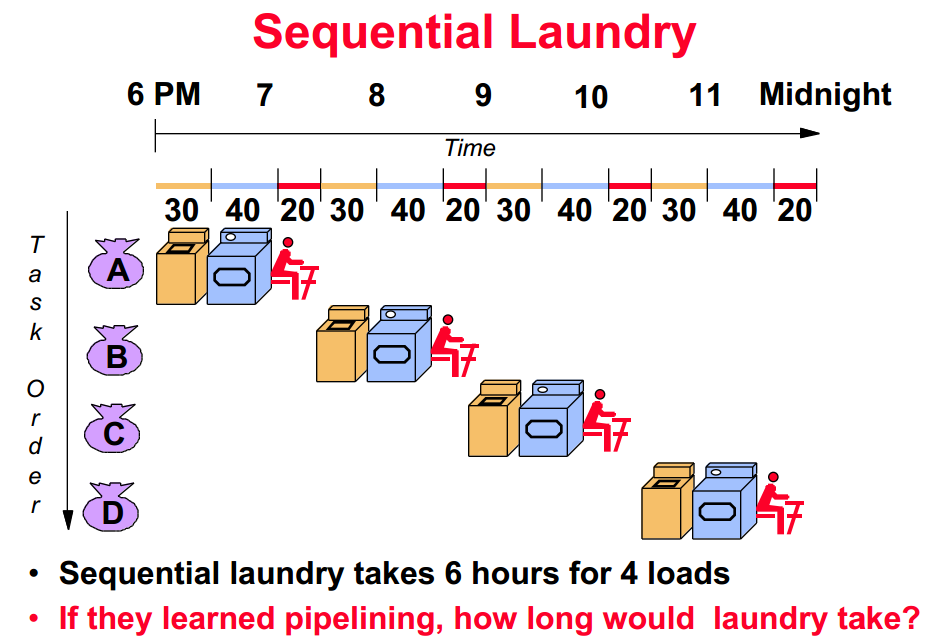 Sequential Laundry
6 PM 7 8 9 10 11 Midnight
Time
30 40 20 30 40 20 30 40 20 30 40 20
Task Order
A
B
C
D
• Sequential laundry takes 6 hours for 4 loads
• If they learned pipelining, how long would laundry take?